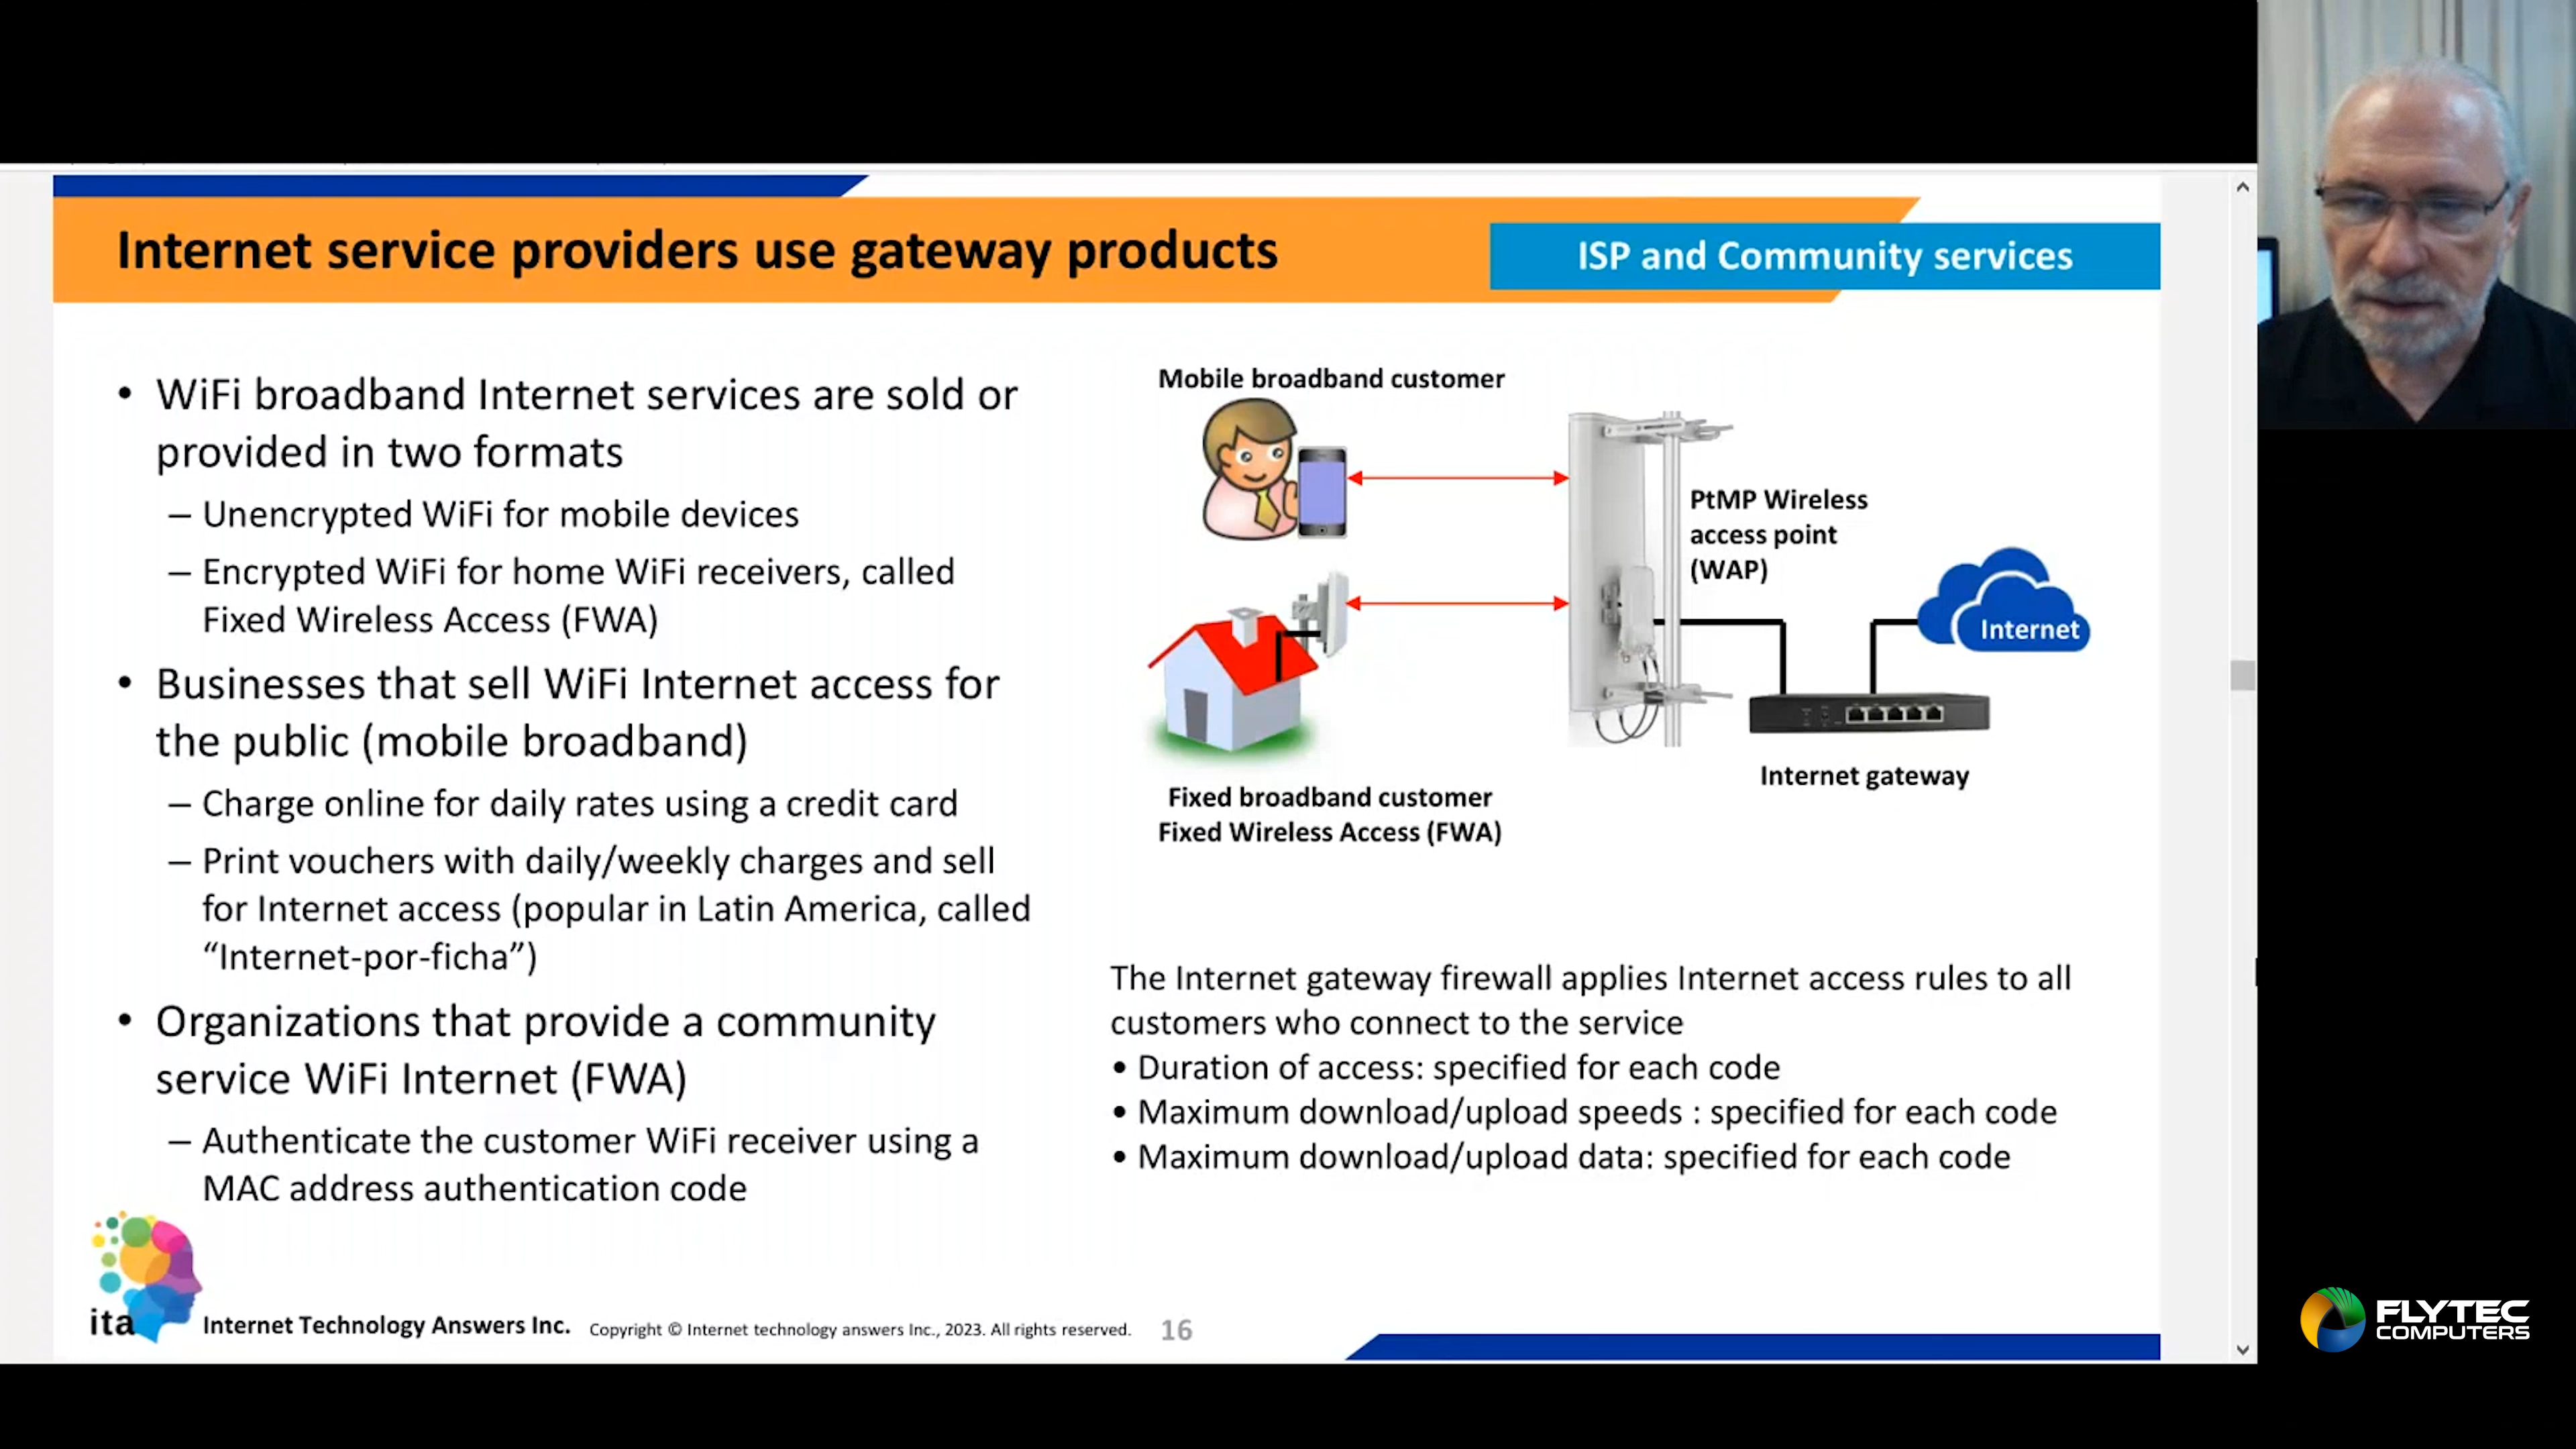 Internet service providers use gateway products
ISP and Community services
• WiFi broadband Internet services are sold or
provided in two formats
– Unencrypted WiFi for mobile devices
– Encrypted WiFi for home WiFi receivers, called
Fixed Wireless Access (FWA)
• Businesses that sell WiFi Internet access for
the public (mobile broadband)
– Charge online for daily rates using a credit card
– Print vouchers with daily/weekly charges and sell
for Internet access (popular in Latin America, called
“Internet-por-ficha”)
• Organizations that provide a community
service WiFi Internet (FWA)
– Authenticate the customer WiFi receiver using a
MAC address authentication code
Mobile broadband customer
PtMP Wireless
access point
(WAP)
Internet
Internet gateway
Fixed broadband customer
Fixed Wireless Access (FWA)
The Internet gateway firewall applies Internet access rules to all
customers who connect to the service
• Duration of access: specified for each code
• Maximum download/upload speeds : specified for each code
• Maximum download/upload data: specified for each code
ita
Internet Technology Answers Inc.
Copyright © Internet technology answers Inc., 2023. All rights reserved.
16
FLYTEC
COMPUTERS